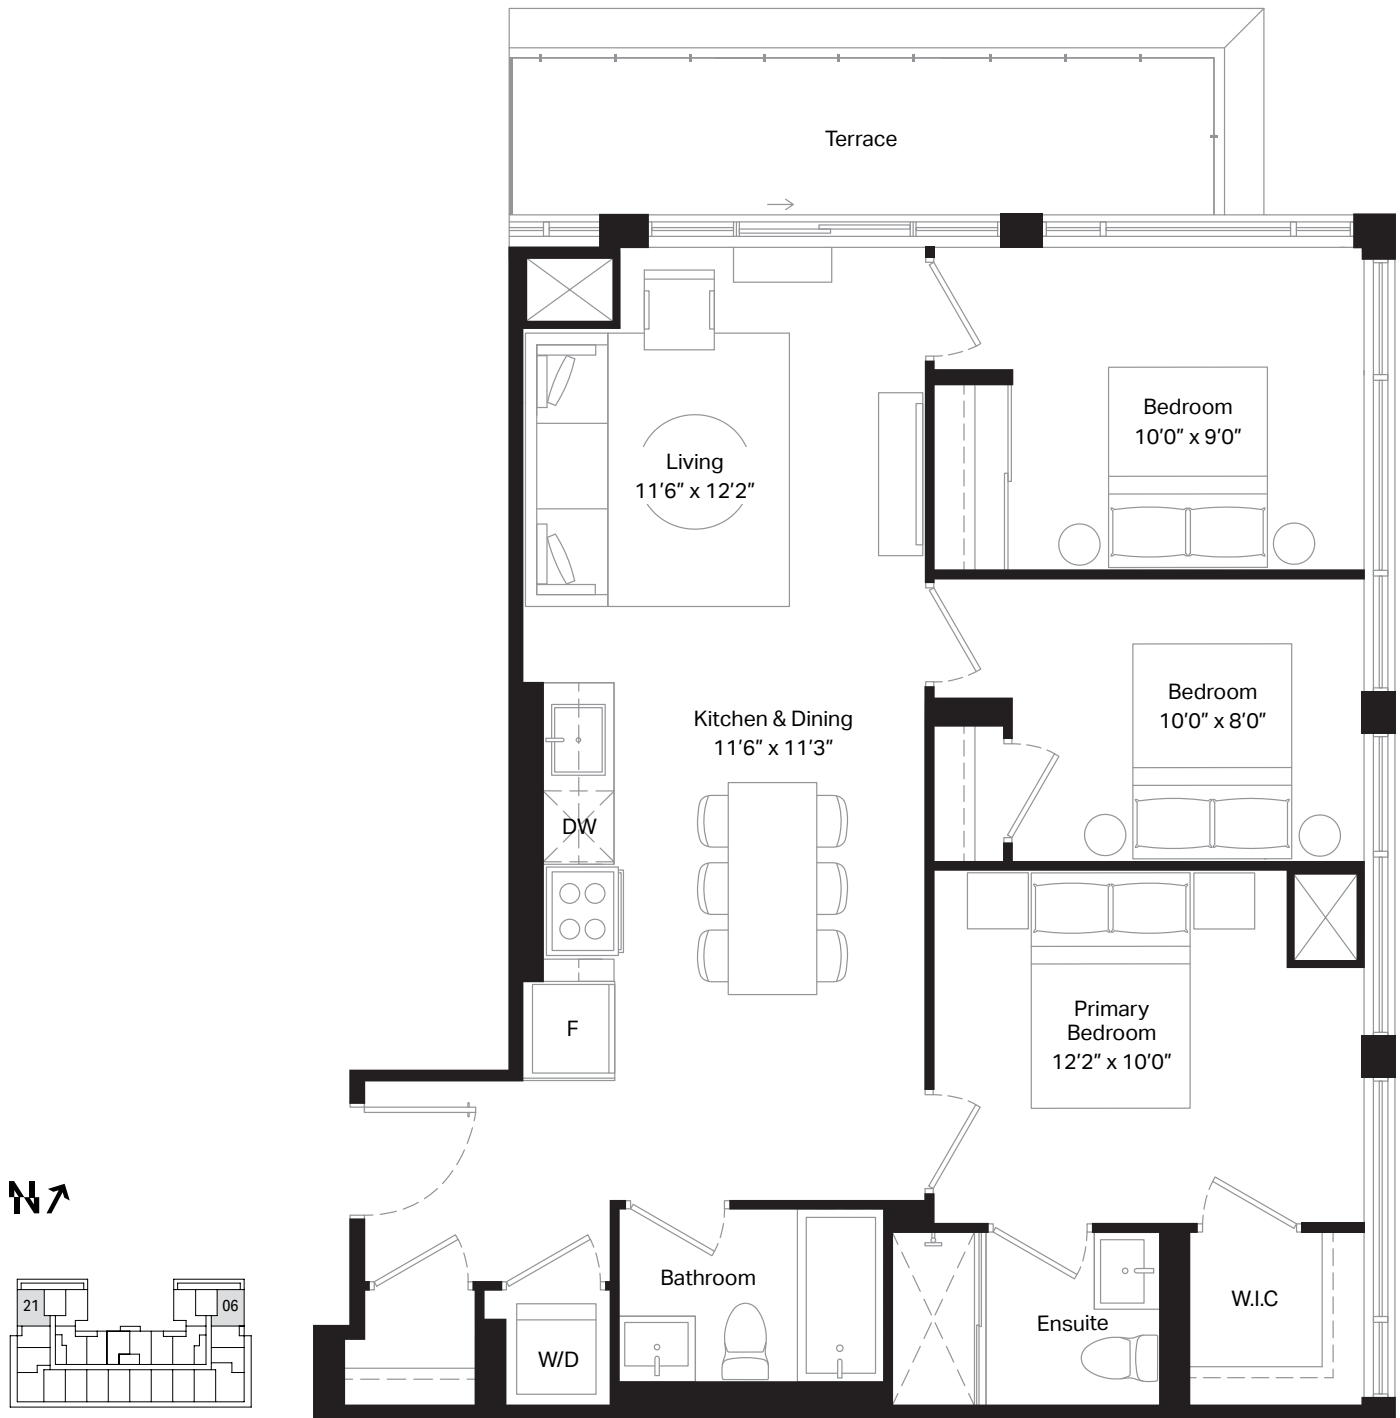 Terrace
Bedroom
10'0" x 9'0"
Living
11'6" x 12'2"
Bedroom
10'0" x 8'0"
Kitchen & Dining
11'6" x 11'3"
DW
Primary
Bedroom
12'2" x 10'0"
F
N
Bathroom
W.I.C
Ensuite
W/D
21
06